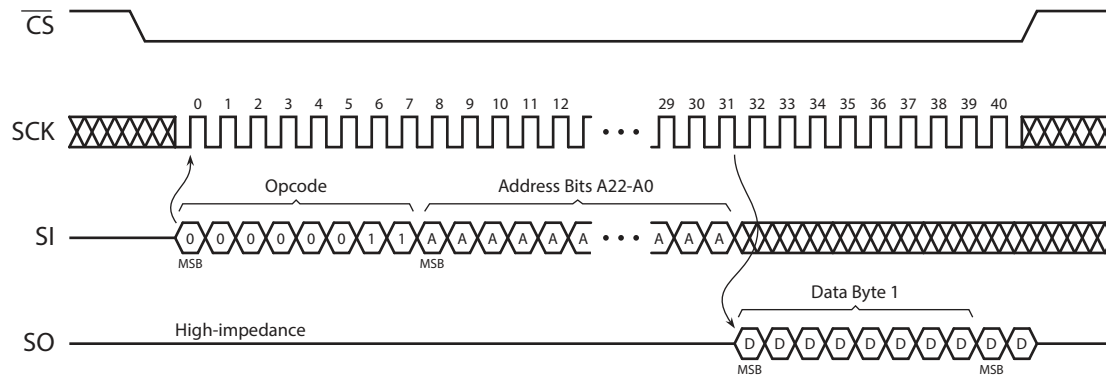 CS
0 1 2 3 4 5 6 7 8 9 10 11 12 29 30 31 32 33 34 35 36 37 38 39 40
SCK
Opcode Address Bits A22-A0
SI 0 0 0 0 0 0 1 1 A A A A A A A A A
MSB MSB
Data Byte 1
High-impedance
SO D D D D D D D D D D
MSB MSB